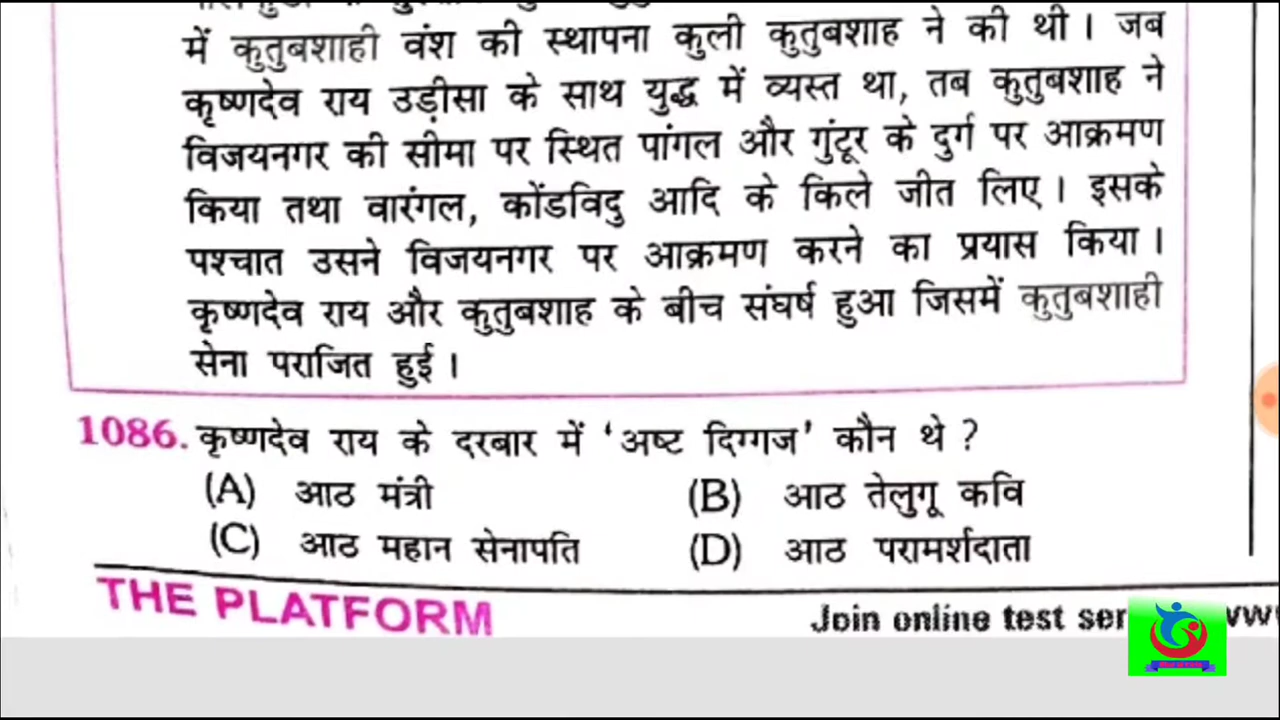 में कुतुबशाही वंश की स्थापना कुली कुतुबशाह ने की थी। जब
कृष्णदेव राय उड़ीसा के साथ युद्ध में व्यस्त था, तब कुतुबशाह ने
विजयनगर की सीमा पर स्थित पांगल और गुंटूर के दुर्ग पर आक्रमण
किया तथा वारंगल, कोंडविदु आदि के किले जीत लिए। इसके
पश्चात उसने विजयनगर पर आक्रमण करने का प्रयास किया।
कृष्णदेव राय और कुतुबशाह के बीच संघर्ष हुआ जिसमें कुतुबशाही
सेना पराजित हुई।
1086. कृष्णदेव राय के दरबार में ‘अष्ट दिग्गज’ कौन थे ?
(A) आठ मंत्री (B) आठ तेलुगू कवि
(C) आठ महान सेनापति (D) आठ परामर्शदाता
THE PLATFORM Join online test ser